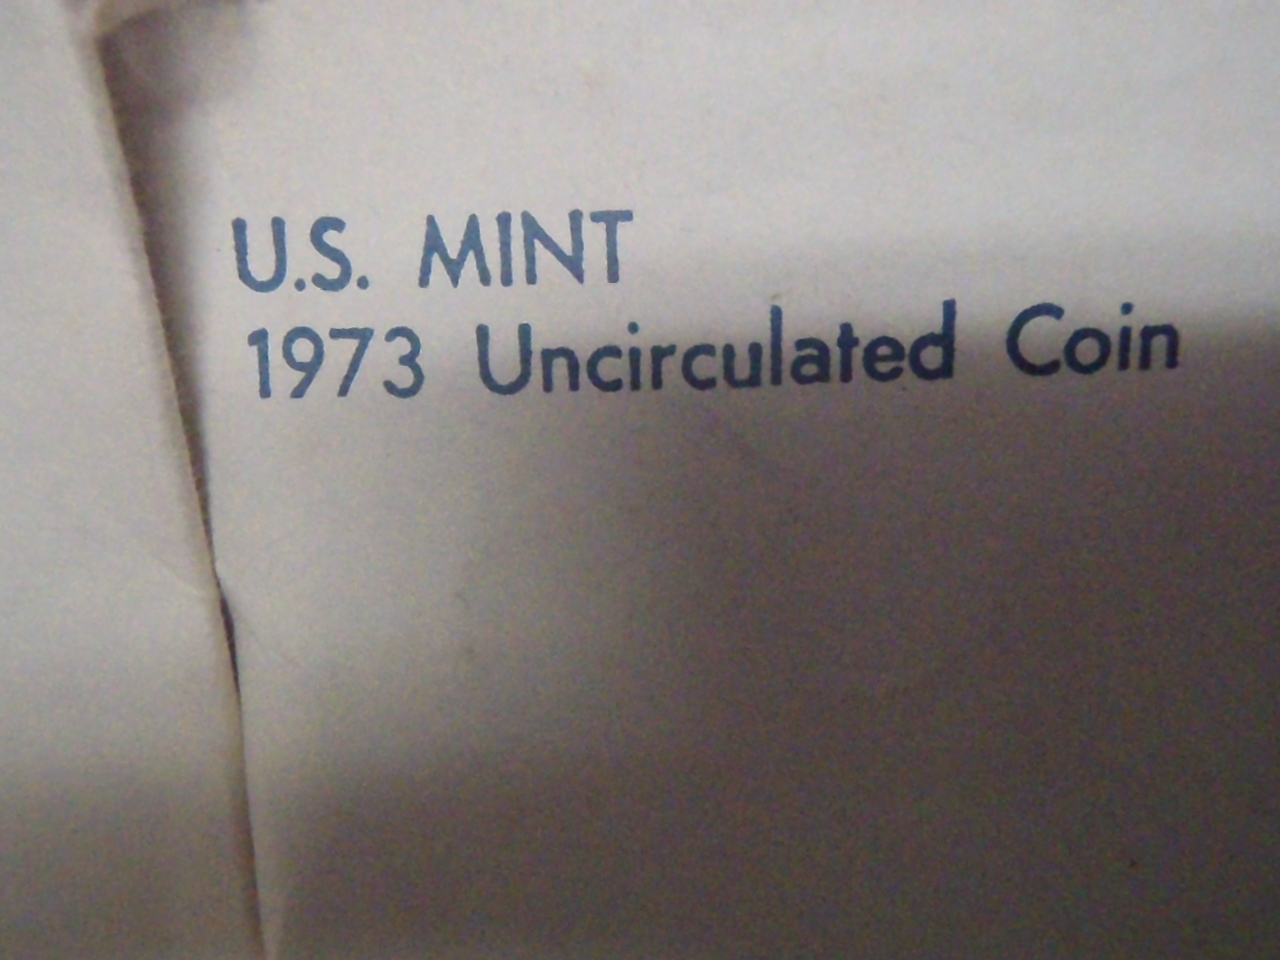 U.S. MINT
1973 Uncirculated Coin